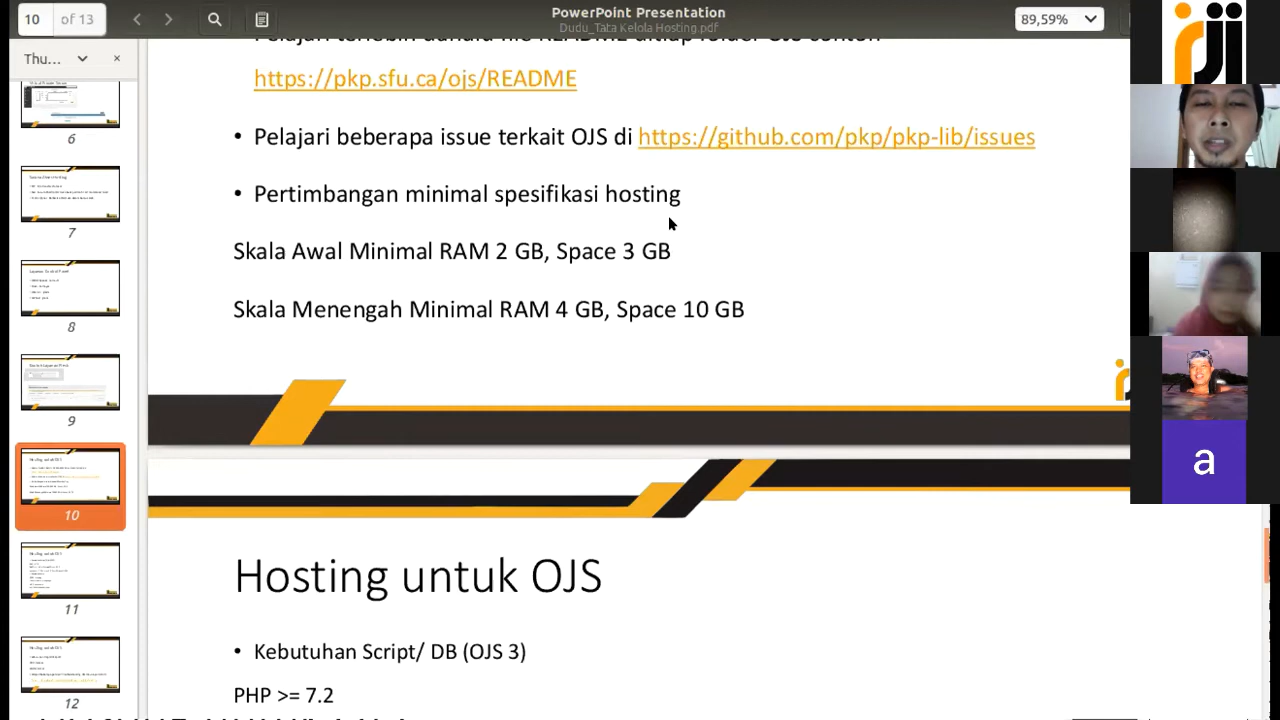 10
of 13
PowerPoint Presentation
Dudu_Tata Kelola Hosting.pdf
89,59%
Thu...
https://pkp.sfu.ca/ojs/README
• Pelajari beberapa issue terkait OJS di https://github.com/pkp/pkp-lib/issues
• Pertimbangan minimal spesifikasi hosting
Skala Awal Minimal RAM 2 GB, Space 3 GB
Skala Menengah Minimal RAM 4 GB, Space 10 GB
Hosting untuk OJS
• Kebutuhan Script/ DB (OJS 3)
PHP >= 7.2
6
7
8
9
10
11
12
rji
a